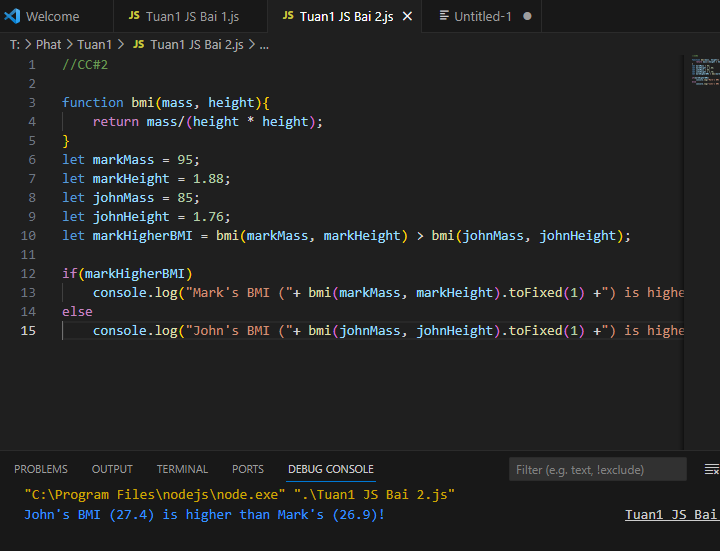 Welcome JS Tuan1 JS Bai 1.js JS Tuan1 JS Bai 2.js Untitled-1
T: > Phat > Tuan1 > JS Tuan1 JS Bai 2.js > ...
1 //CC#2
2
3 function bmi(mass, height){
4 return mass/(height * height);
5 }
6 let markMass = 95;
7 let markHeight = 1.88;
8 let johnMass = 85;
9 let johnHeight = 1.76;
10 let markHigherBMI = bmi(markMass, markHeight) > bmi(johnMass, johnHeight);
11
12 if(markHigherBMI)
13 console.log("Mark's BMI ("+ bmi(markMass, markHeight).toFixed(1) +") is highe
14 else
15 console.log("John's BMI ("+ bmi(johnMass, johnHeight).toFixed(1) +") is highe
PROBLEMS OUTPUT TERMINAL PORTS DEBUG CONSOLE Filter (e.g. text, !exclude)
"C:\Program Files\nodejs\node.exe" ".\Tuan1 JS Bai 2.js"
John's BMI (27.4) is higher than Mark's (26.9)! Tuan1 JS Bai